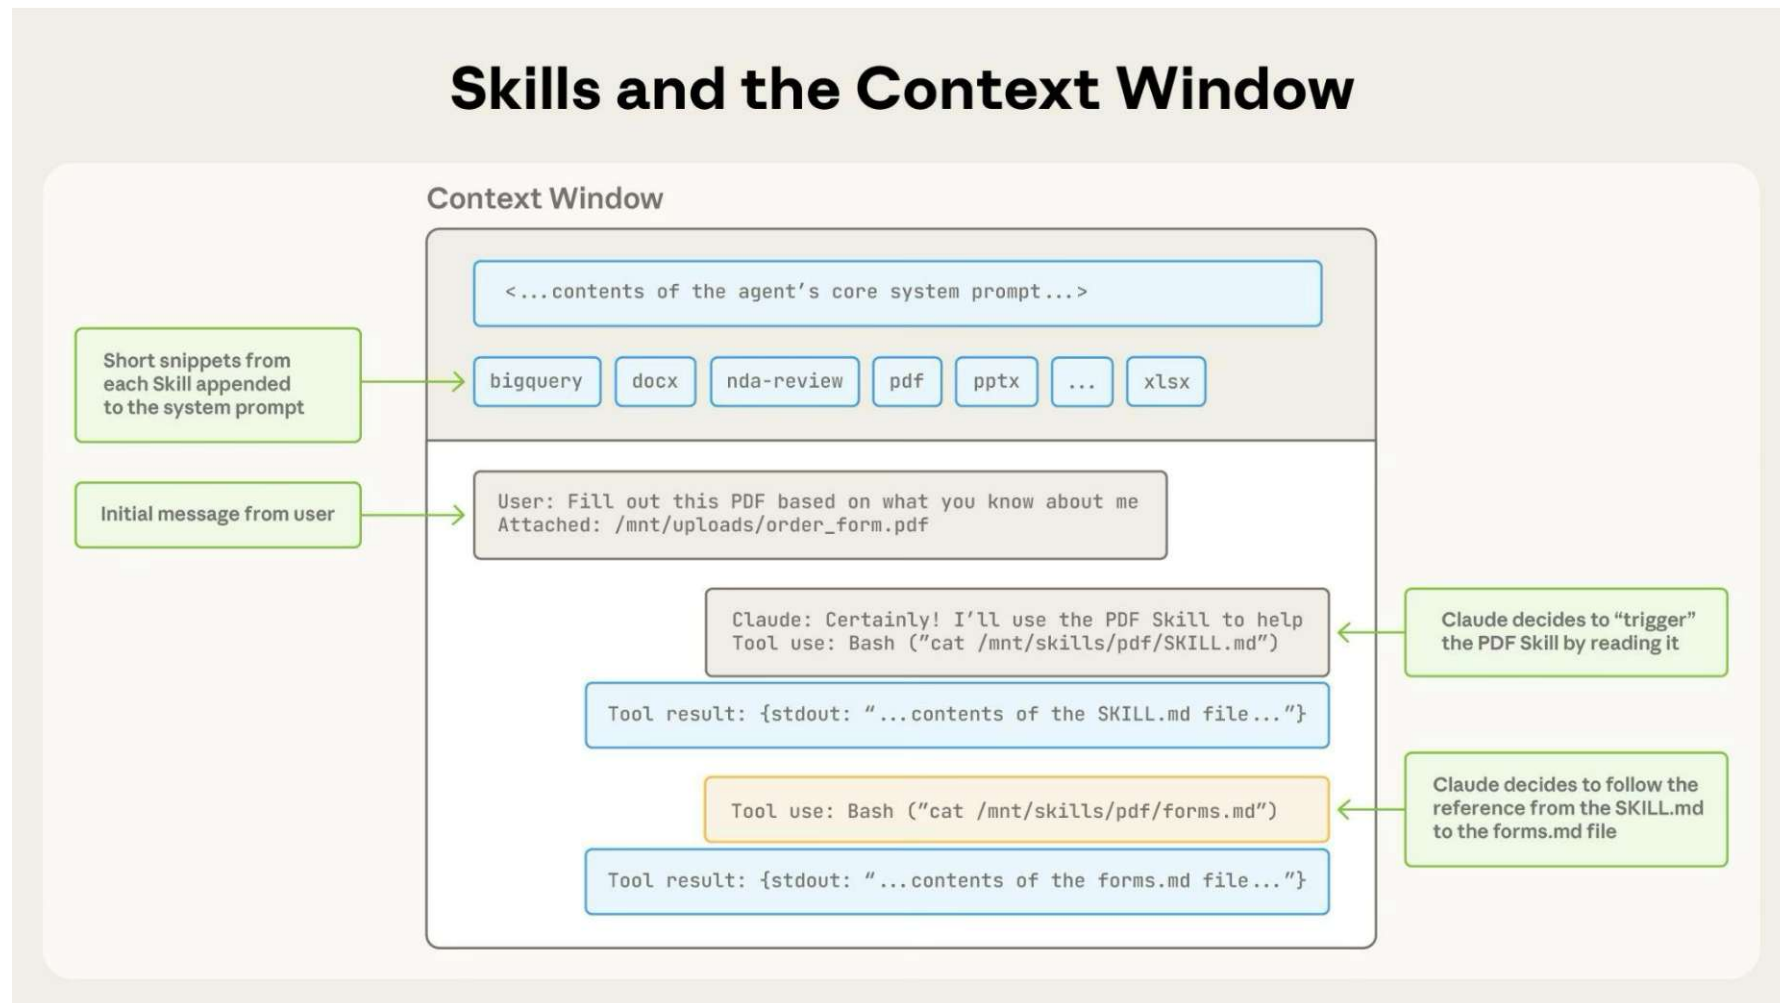 Skills and the Context Window
Context Window
<...contents of the agent's core system prompt...>
Short snippets from
each Skill appended
to the system prompt
bigquery
docx
nda-review
pdf
pptx
...
xlsx
Initial message from user
User: Fill out this PDF based on what you know about me
Attached: /mnt/uploads/order_form.pdf
Claude: Certainly! I'll use the PDF Skill to help
Tool use: Bash (”cat /mnt/skills/pdf/SKILL.md”)
Claude decides to “trigger”
the PDF Skill by reading it
Tool result: {stdout: “...contents of the SKILL.md file...”}
Tool use: Bash (”cat /mnt/skills/pdf/forms.md”)
Claude decides to follow the
reference from the SKILL.md
to the forms.md file
Tool result: {stdout: “...contents of the forms.md file...”}